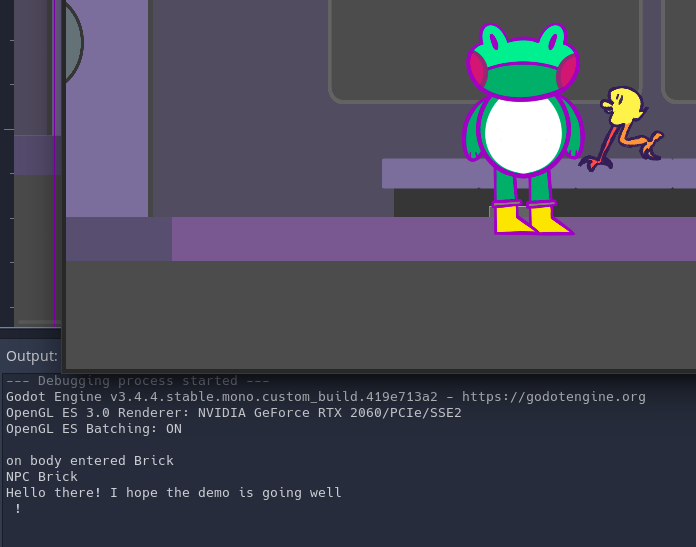 Output:
--- Debugging process started ---
Godot Engine v3.4.4.stable.mono.custom_build.419e713a2 - https://godotengine.org
OpenGL ES 3.0 Renderer: NVIDIA GeForce RTX 2060/PCIe/SSE2
OpenGL ES Batching: ON
on body entered Brick
NPC Brick
Hello there! I hope the demo is going well
!